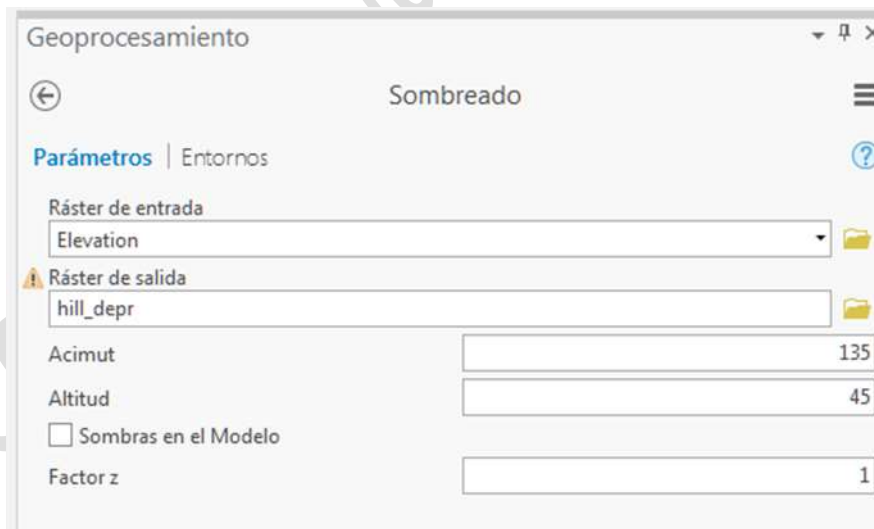 Geoprocesamiento
Sombreado
Parámetros | Entornos
Ráster de entrada
Elevation
Ráster de salida
hill_depr
Acimut 135
Altitud 45
Sombras en el Modelo
Factor z 1